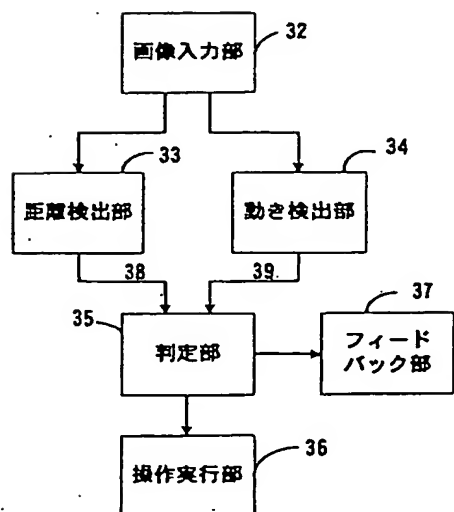 32
画像入力部
33
34
距離検出部
動き検出部
38
39
35
37
判定部
フィード
バック部
36
操作実行部